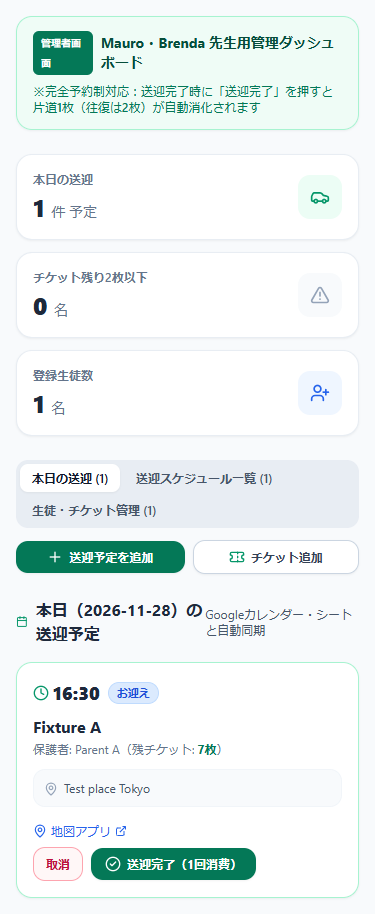 管理者画面
Mauro・Brenda 先生用管理ダッシュ
ボード
※完全予約制対応：送迎完了時に「送迎完了」を押すと
片道1枚（往復は2枚）が自動消化されます
本日の送迎
1 件 予定
チケット残り2枚以下
0 名
登録生徒数
1 名
本日の送迎 (1)
送迎スケジュール一覧 (1)
生徒・チケット管理 (1)
送迎予定を追加
チケット追加
本日（2026-11-28）の
送迎予定
Googleカレンダー・シート
と自動同期
16:30 お迎え
Fixture A
保護者: Parent A（残チケット: 7枚）
Test place Tokyo
地図アプリ
取消
送迎完了（1回消費）